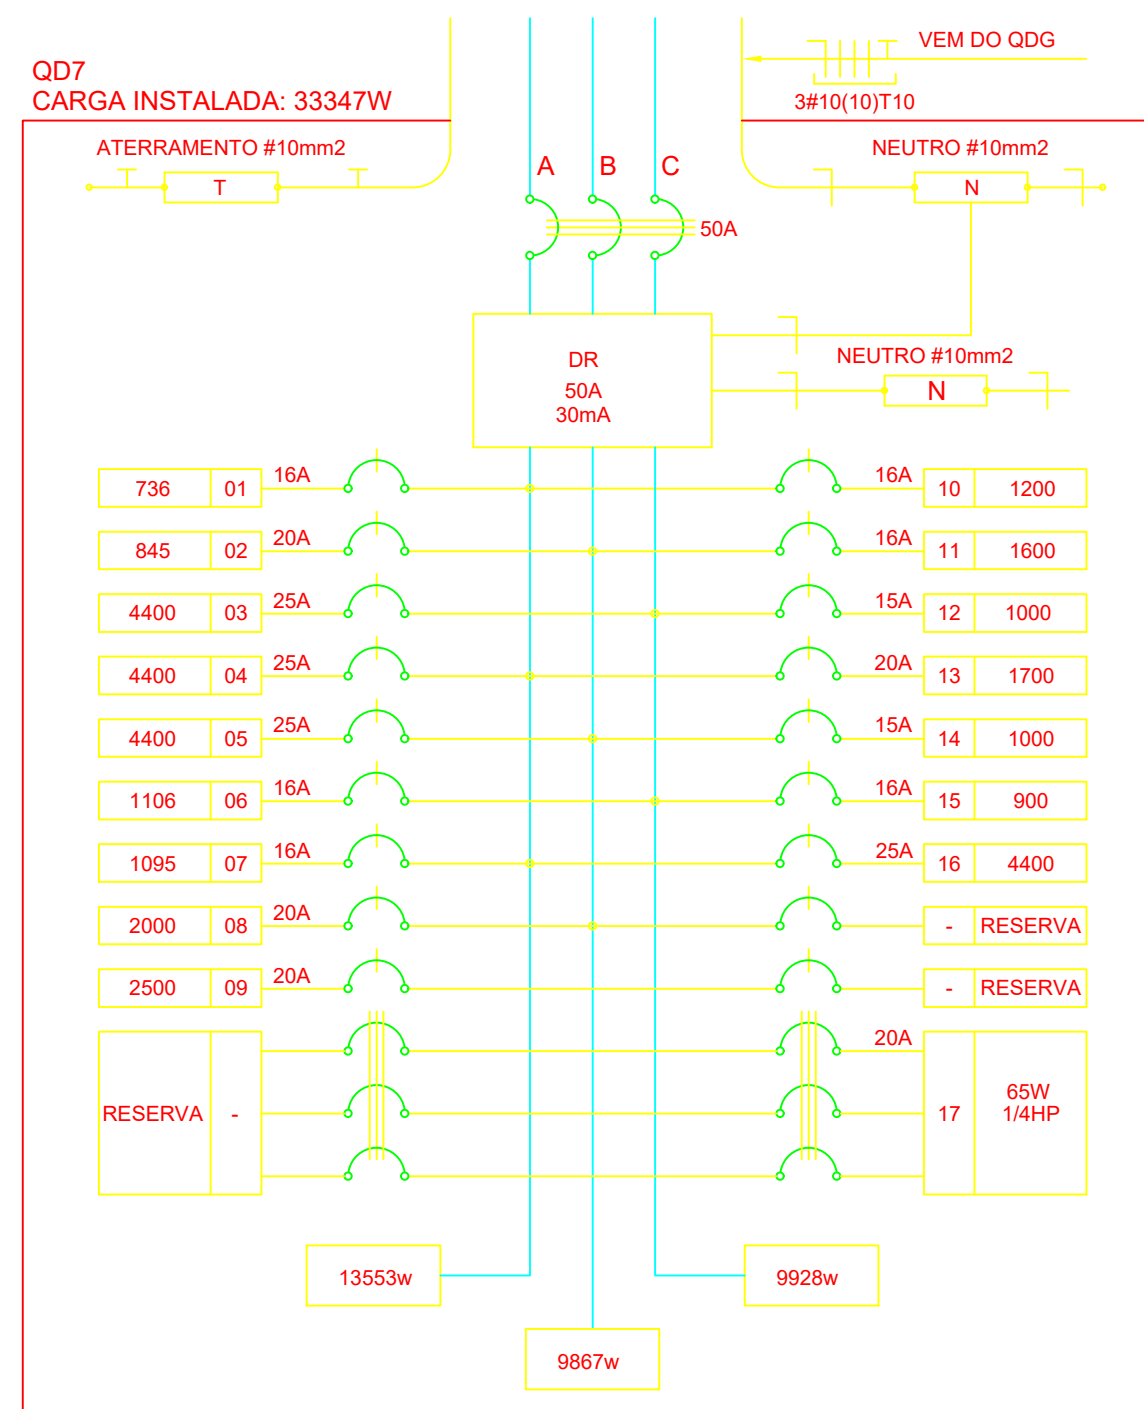 QD7
CARGA INSTALADA: 33347W
VEM DO QDG
3#10(10)T10
ATERRAMENTO #10mm2
T
A
B
C
50A
NEUTRO #10mm2
N
DR
50A
30mA
NEUTRO #10mm2
N
736 01 16A 16A 10 1200
845 02 20A 16A 11 1600
4400 03 25A 15A 12 1000
4400 04 25A 20A 13 1700
4400 05 25A 15A 14 1000
1106 06 16A 16A 15 900
1095 07 16A 25A 16 4400
2000 08 20A - RESERVA
2500 09 20A - RESERVA
RESERVA - 20A 17 65W
1/4HP
13553w
9928w
9867w